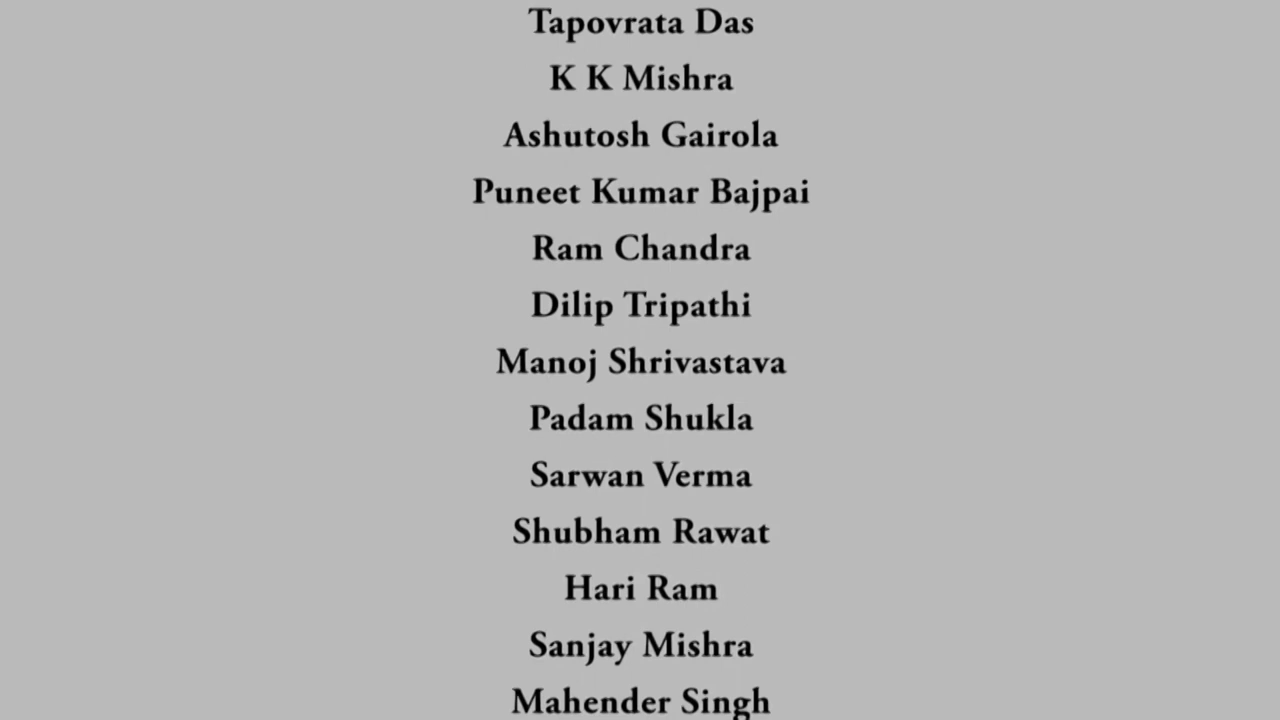 Tapovrata Das
K K Mishra
Ashutosh Gairola
Puneet Kumar Bajpai
Ram Chandra
Dilip Tripathi
Manoj Shrivastava
Padam Shukla
Sarwan Verma
Shubham Rawat
Hari Ram
Sanjay Mishra
Mahender Singh